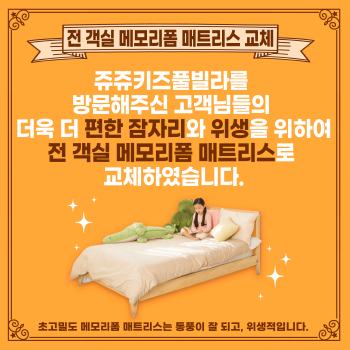 전 객실 메모리폼 매트리스 교체
쥬쥬키즈풀빌라를
방문해주신 고객님들의
더욱 더 편한 잠자리와 위생을 위하여
전 객실 메모리폼 매트리스로
교체하였습니다.
초고밀도 메모리폼 매트리스는 통풍이 잘 되고, 위생적입니다.